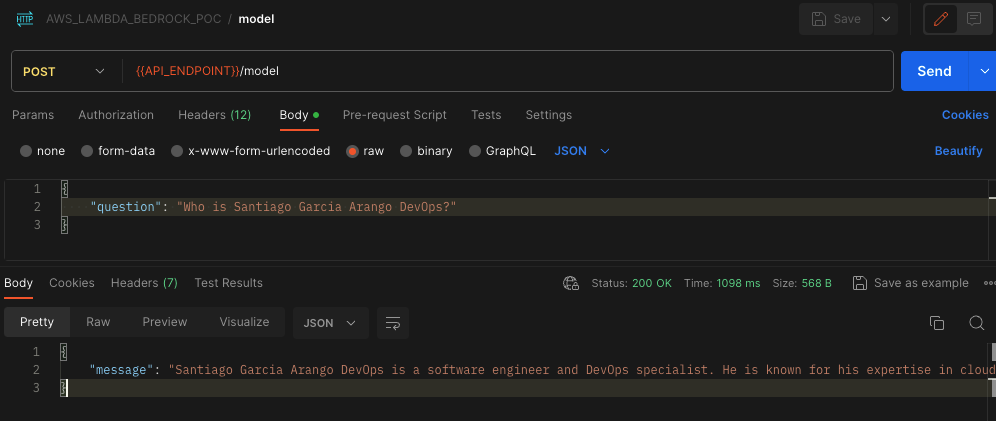 HTTP AWS_LAMBDA_BEDROCK_POC / model Save
POST {{API_ENDPOINT}}/model Send
Params Authorization Headers (12) Body Pre-request Script Tests Settings Cookies
none form-data x-www-form-urlencoded raw binary GraphQL JSON Beautify
1 {
2 "question": "Who is Santiago Garcia Arango DevOps?"
3 }
Body Cookies Headers (7) Test Results Status: 200 OK Time: 1098 ms Size: 568 B Save as example
Pretty Raw Preview Visualize JSON
1 {
2 "message": "Santiago Garcia Arango DevOps is a software engineer and DevOps specialist. He is known for his expertise in cloud
3 }